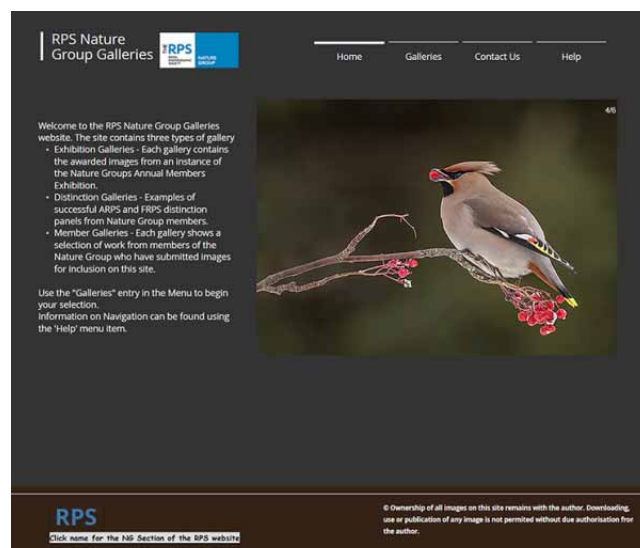 RPS Nature
Group Galleries
THE RPS
NATURE
GROUP
Home Galleries Contact Us Help
4/6
Welcome to the RPS Nature Group Galleries
website. The site contains three types of gallery
• Exhibition Galleries - Each gallery contains
the awarded images from an instance of
the Nature Groups Annual Members
Exhibition.
• Distinction Galleries - Examples of
successful ARPS and FRPS distinction
panels from Nature Group members.
• Member Galleries - Each gallery shows a
selection of work from members of the
Nature Group who have submitted images
for inclusion on this site.
Use the "Galleries" entry in the Menu to begin
your selection.
Information on Navigation can be found using
the 'Help' menu item.
RPS
Click name for the NG Section of the RPS website
© Ownership of all images on this site remains with the author. Downloading,
use or publication of any image is not permited without due authorisation from
the author.